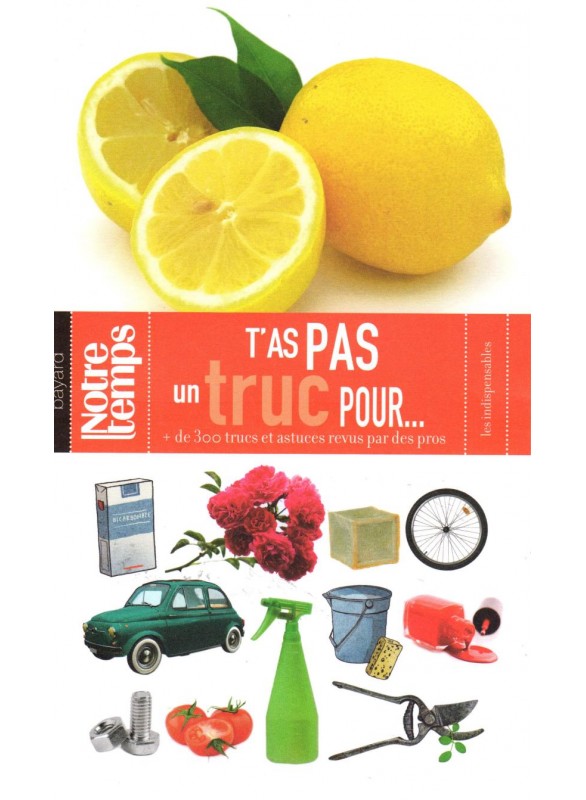 T'AS PAS
un truc POUR...
+ de 300 trucs et astuces revus par des pros
bayard
Notre
temps
les indispensables
BICARBONATE